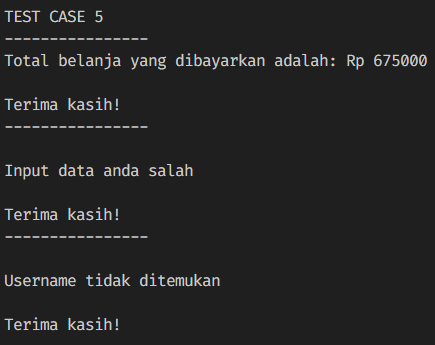 TEST CASE 5
----------------
Total belanja yang dibayarkan adalah: Rp 675000
Terima kasih!
----------------
Input data anda salah
Terima kasih!
----------------
Username tidak ditemukan
Terima kasih!